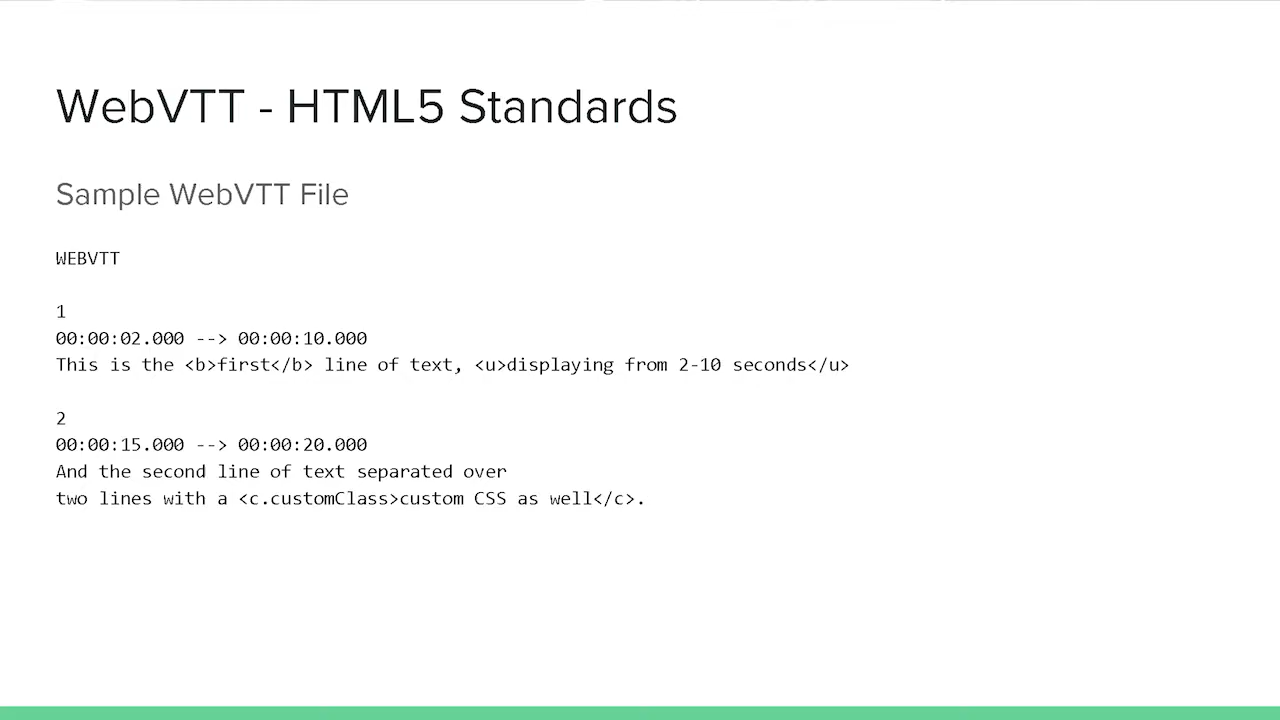 WebVTT - HTML5 Standards
Sample WebVTT File
WEBVTT
1
00:00:02.000 --> 00:00:10.000
This is the <b>first</b> line of text, <u>displaying from 2-10 seconds</u>
2
00:00:15.000 --> 00:00:20.000
And the second line of text separated over
two lines with a <c.customClass>custom CSS as well</c>.